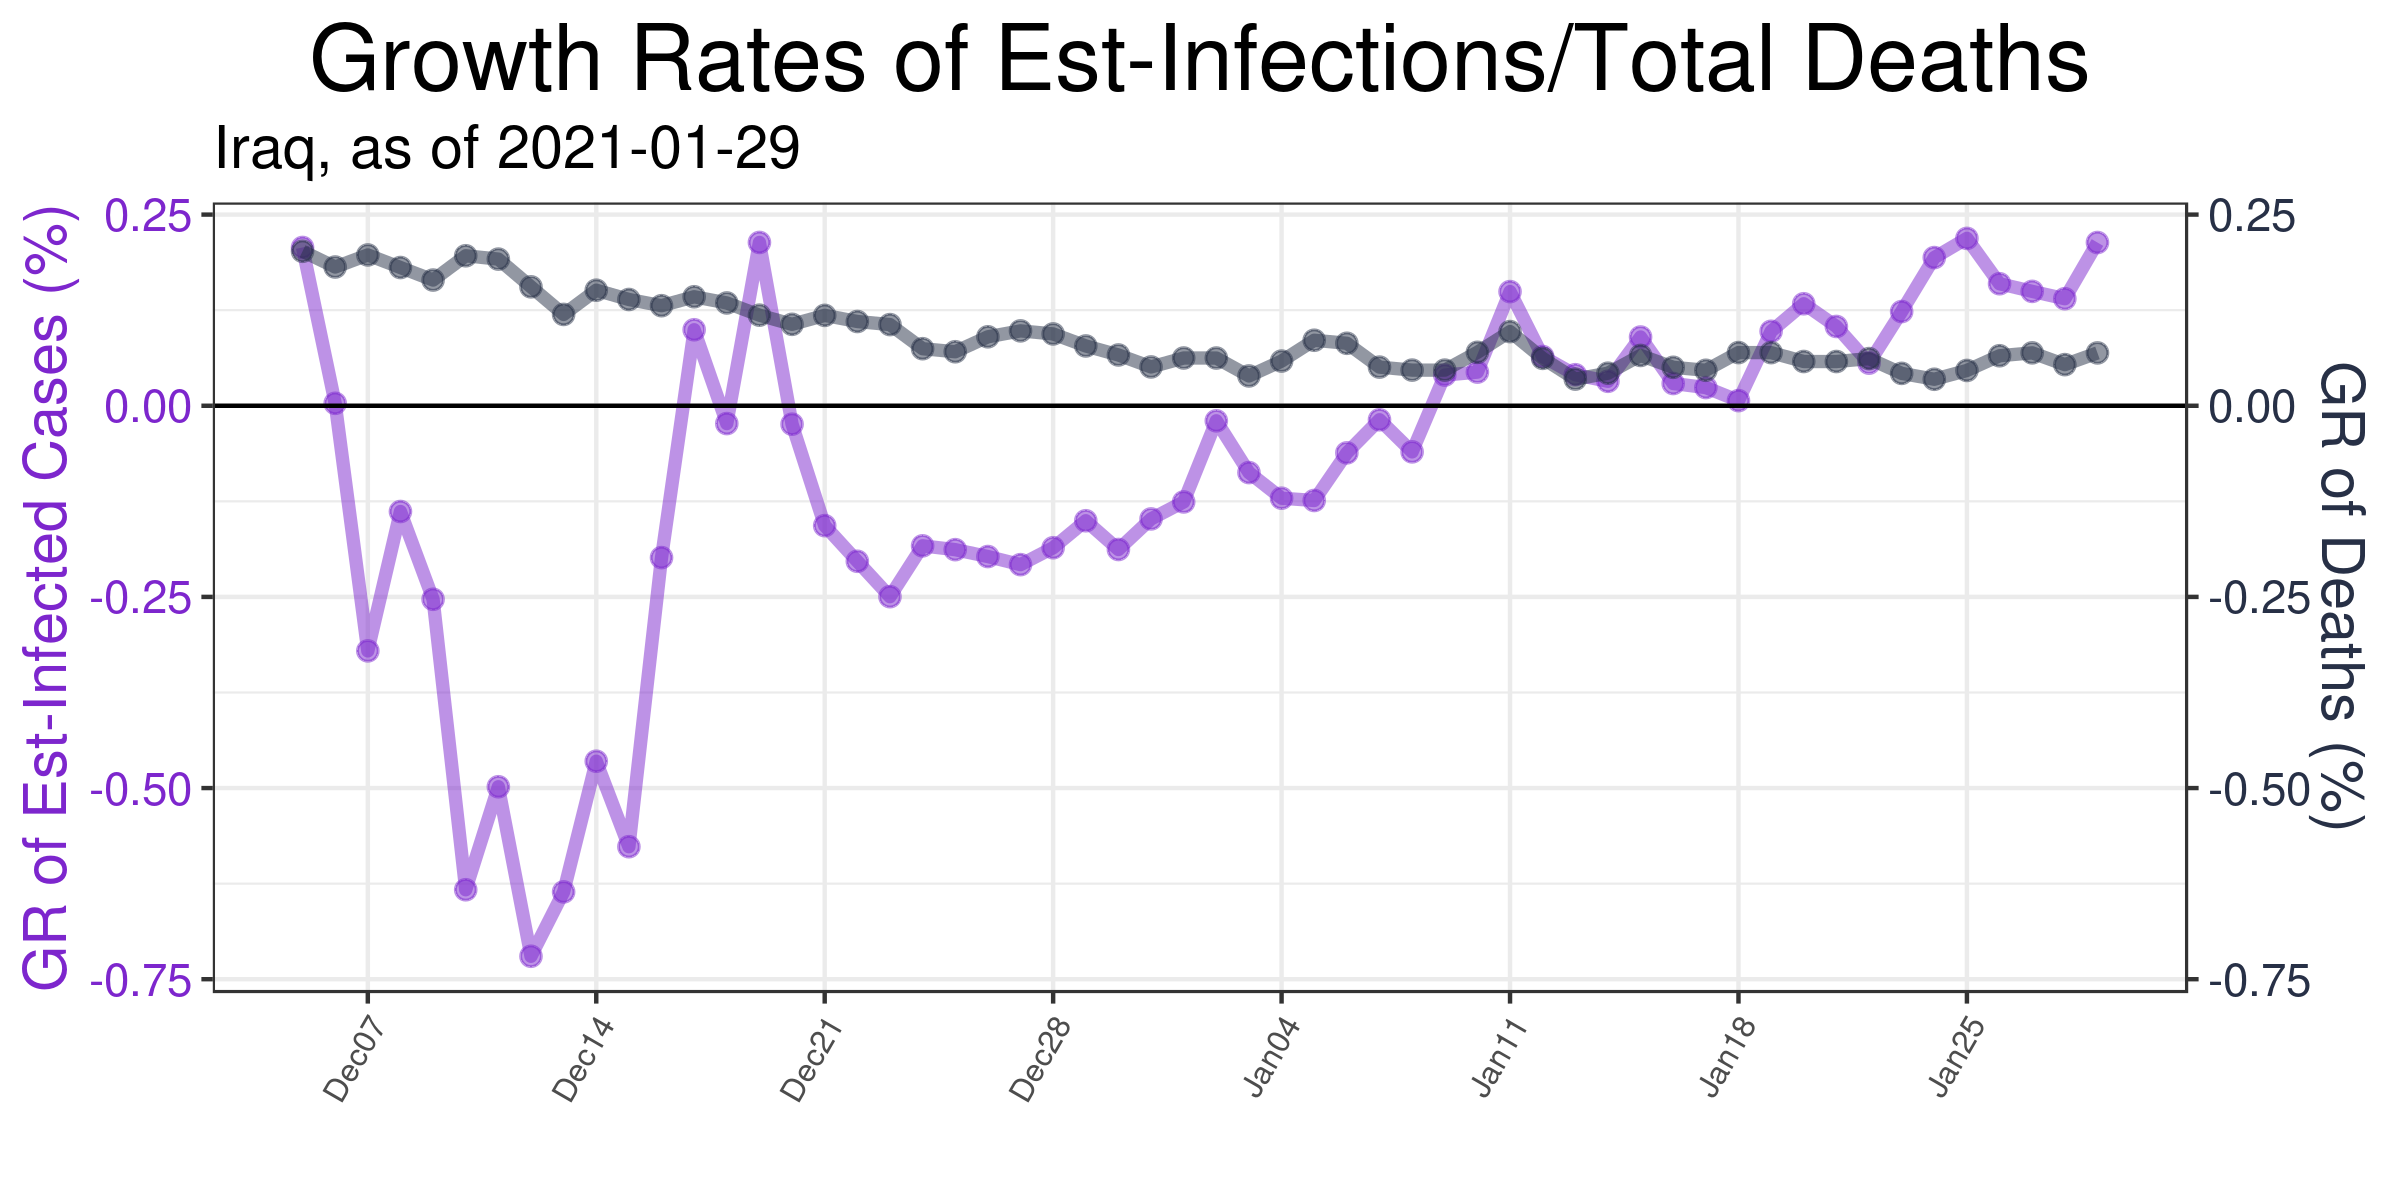 Growth Rates of Est-Infections/Total Deaths
Iraq, as of 2021-01-29
GR of Est-Infected Cases (%)
0.25
0.00
-0.25
-0.50
-0.75
0.25
0.00
-0.25
-0.50
-0.75
GR of Deaths (%)
Dec07
Dec14
Dec21
Dec28
Jan04
Jan11
Jan18
Jan25